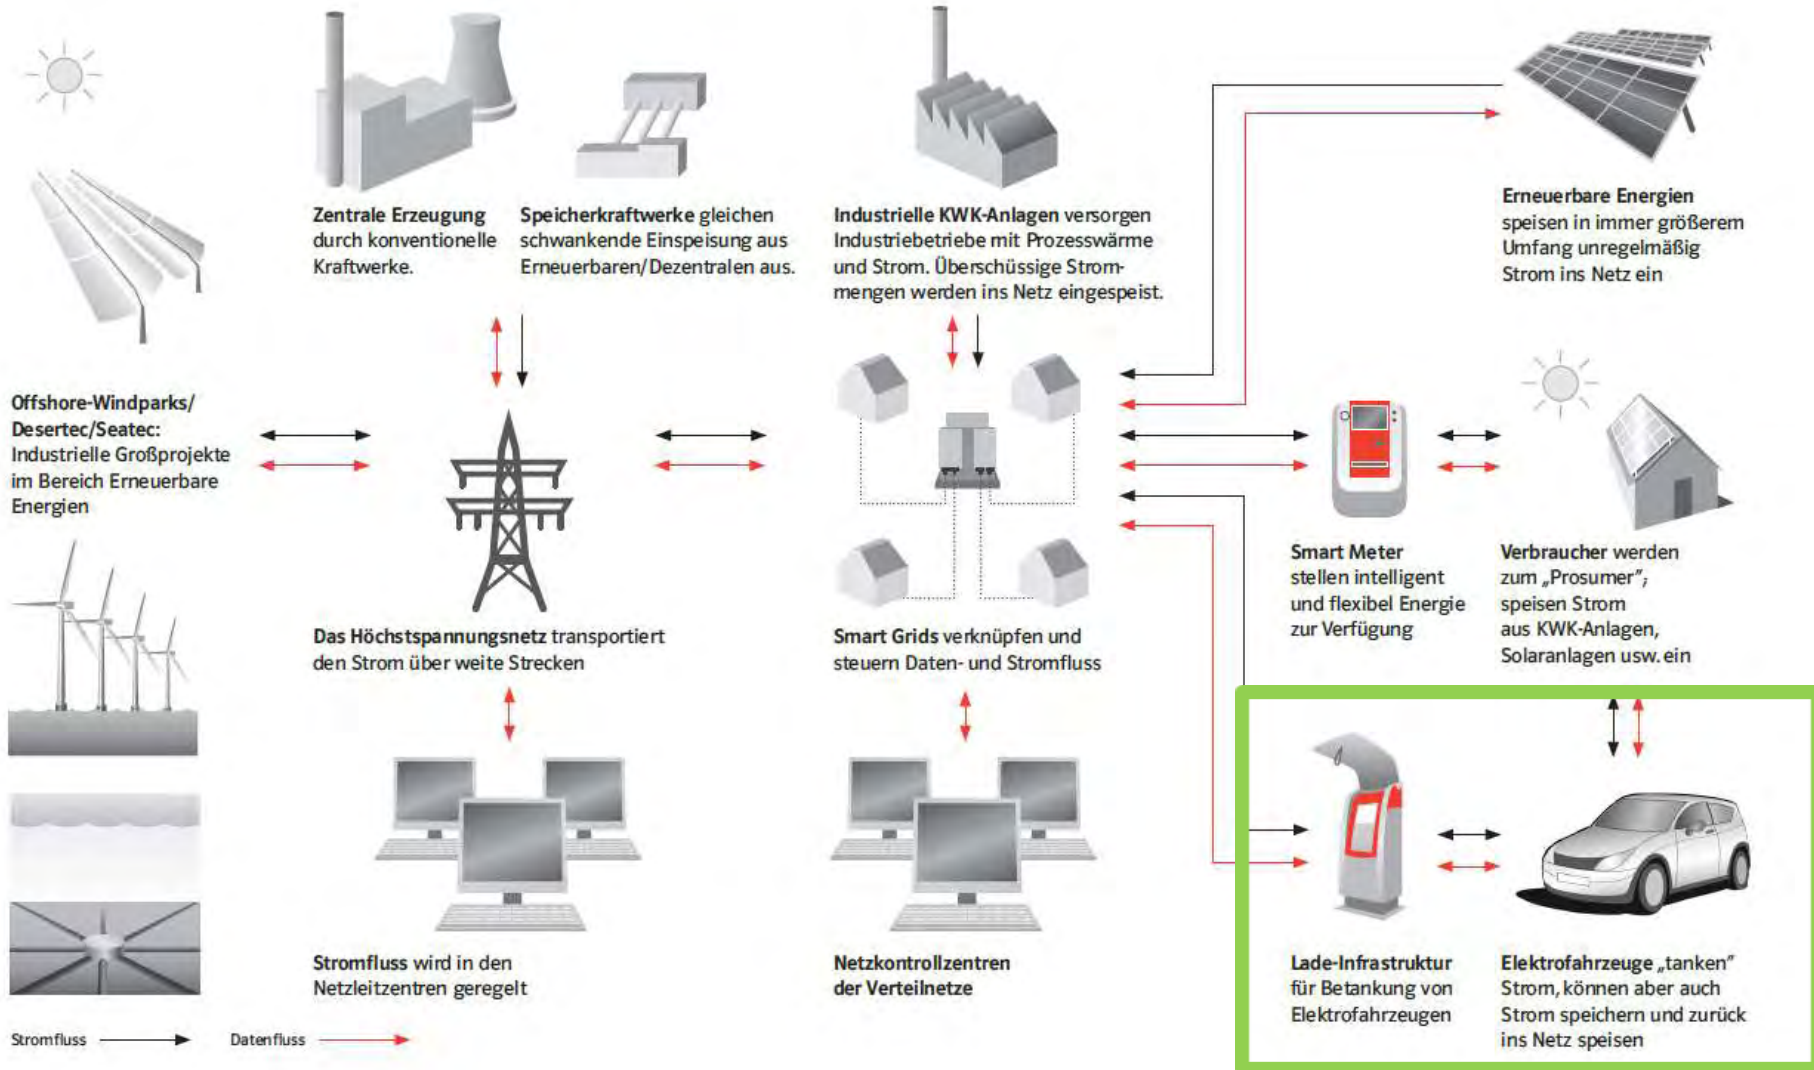 Zentrale Erzeugung
durch konventionelle
Kraftwerke.
Speicherkraftwerke gleichen
schwankende Einspeisung aus
Erneuerbaren/Dezentralen aus.
Industrielle KWK-Anlagen versorgen
Industriebetriebe mit Prozesswärme
und Strom. Überschüssige Strom-
mengen werden ins Netz eingespeist.
Erneuerbare Energien
speisen in immer größerem
Umfang unregelmäßig
Strom ins Netz ein
Offshore-Windparks/
Desertec/Seatec:
Industrielle Großprojekte
im Bereich Erneuerbare
Energien
Das Höchstspannungsnetz transportiert
den Strom über weite Strecken
Smart Grids verknüpfen und
steuern Daten- und Stromfluss
Smart Meter
stellen intelligent
und flexibel Energie
zur Verfügung
Verbraucher werden
zum „Prosumer";
speisen Strom
aus KWK-Anlagen,
Solaranlagen usw. ein
Stromfluss wird in den
Netzleitzentren geregelt
Netzkontrollzentren
der Verteilnetze
Lade-Infrastruktur
für Betankung von
Elektrofahrzeugen
Elektrofahrzeuge „tanken"
Strom, können aber auch
Strom speichern und zurück
ins Netz speisen
Stromfluss
Datenfluss